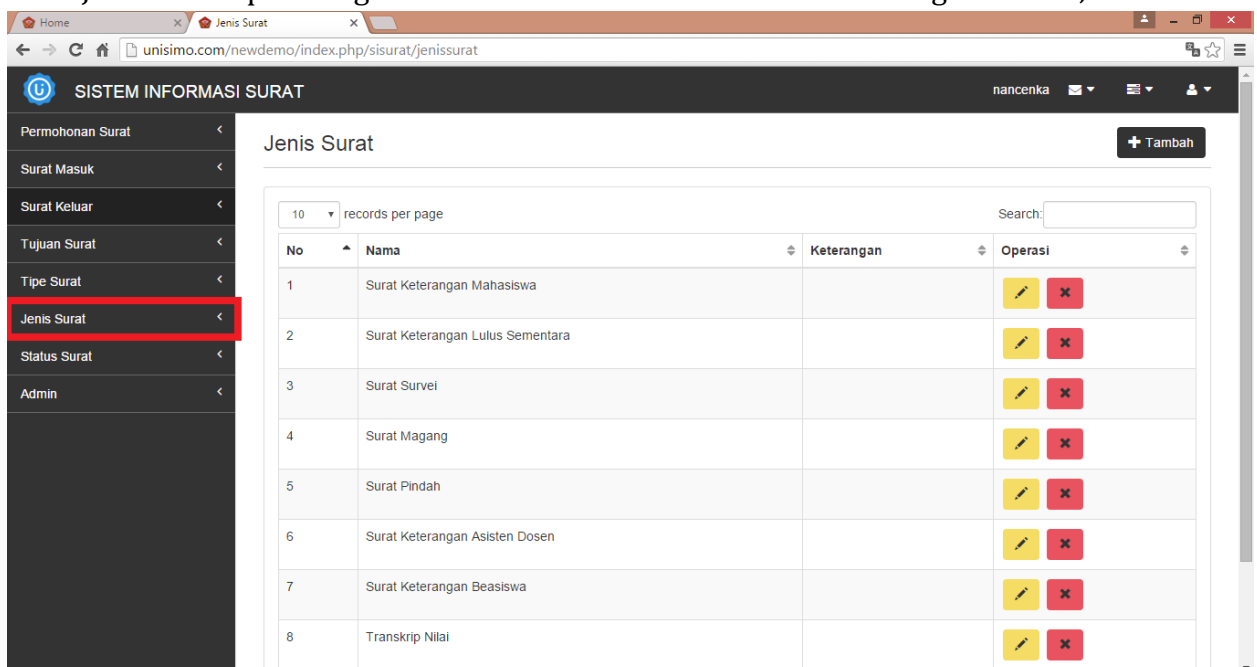 Home
Jenis Surat
unisimo.com/newdemo/index.php/sisurat/jenissurat
SISTEM INFORMASI SURAT
nancenka
Permohonan Surat
Surat Masuk
Surat Keluar
Tujuan Surat
Tipe Surat
Jenis Surat
Status Surat
Admin
Jenis Surat
Tambah
10 records per page
Search:
No Nama Keterangan Operasi
1 Surat Keterangan Mahasiswa
2 Surat Keterangan Lulus Sementara
3 Surat Survei
4 Surat Magang
5 Surat Pindah
6 Surat Keterangan Asisten Dosen
7 Surat Keterangan Beasiswa
8 Transkrip Nilai